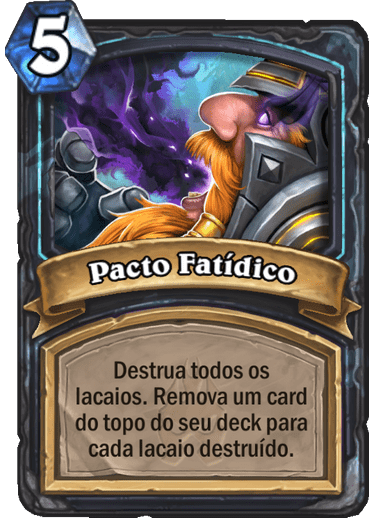 5
Pacto Fatídico
Destrua todos os
lacaios. Remova um card
do topo do seu deck para
cada lacaio destruído.